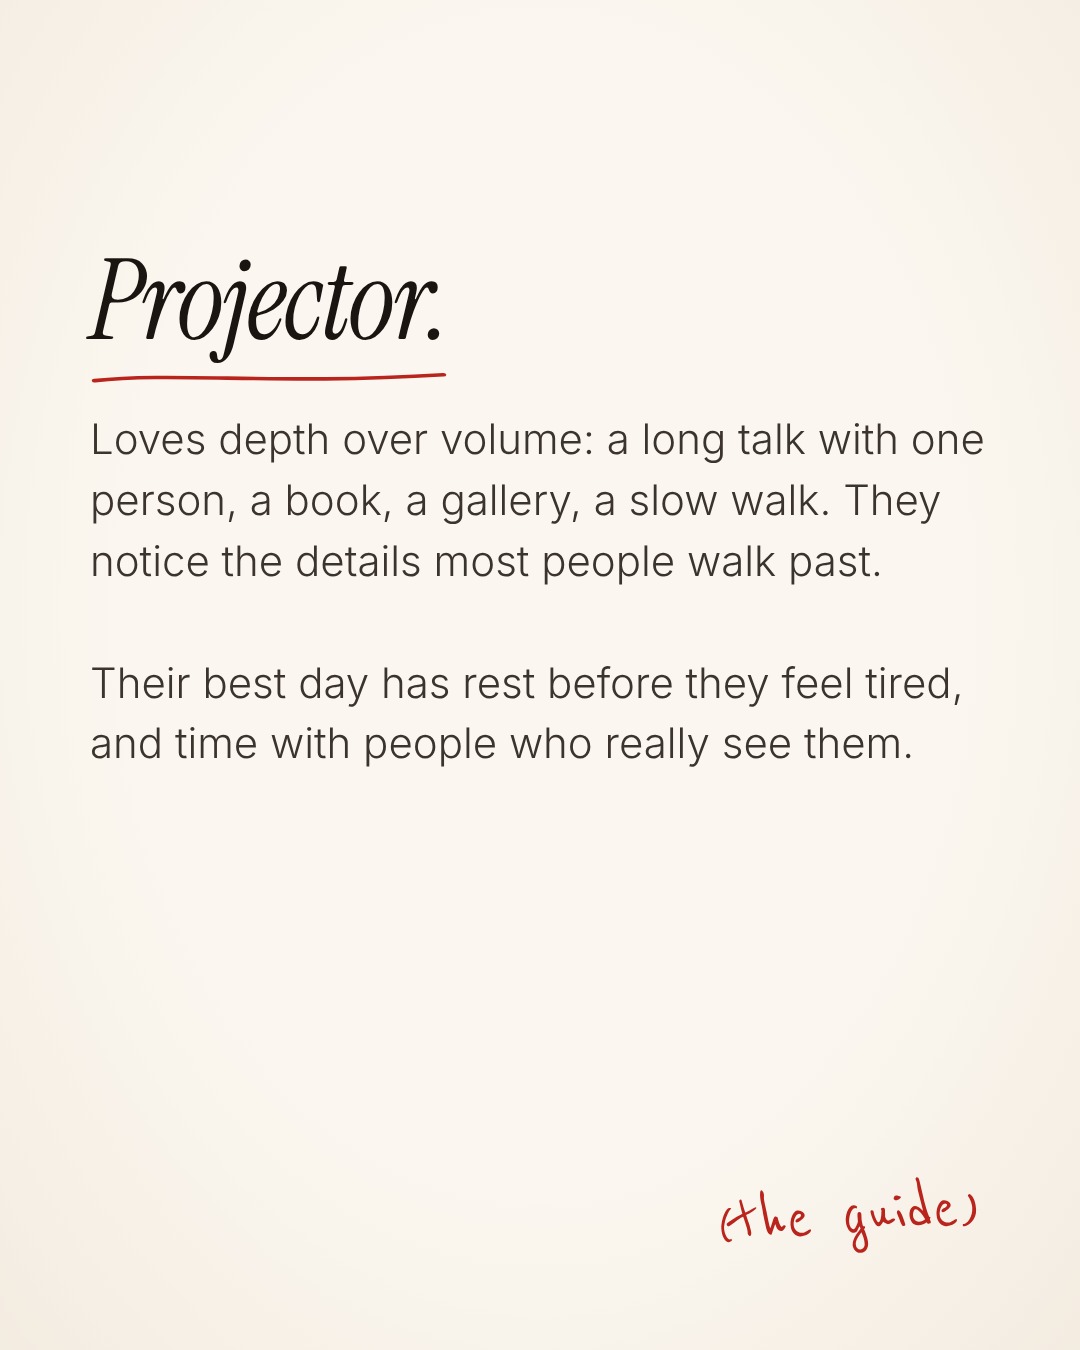 Projector.
Loves depth over volume: a long talk with one
person, a book, a gallery, a slow walk. They
notice the details most people walk past.
Their best day has rest before they feel tired,
and time with people who really see them.
(the guide)